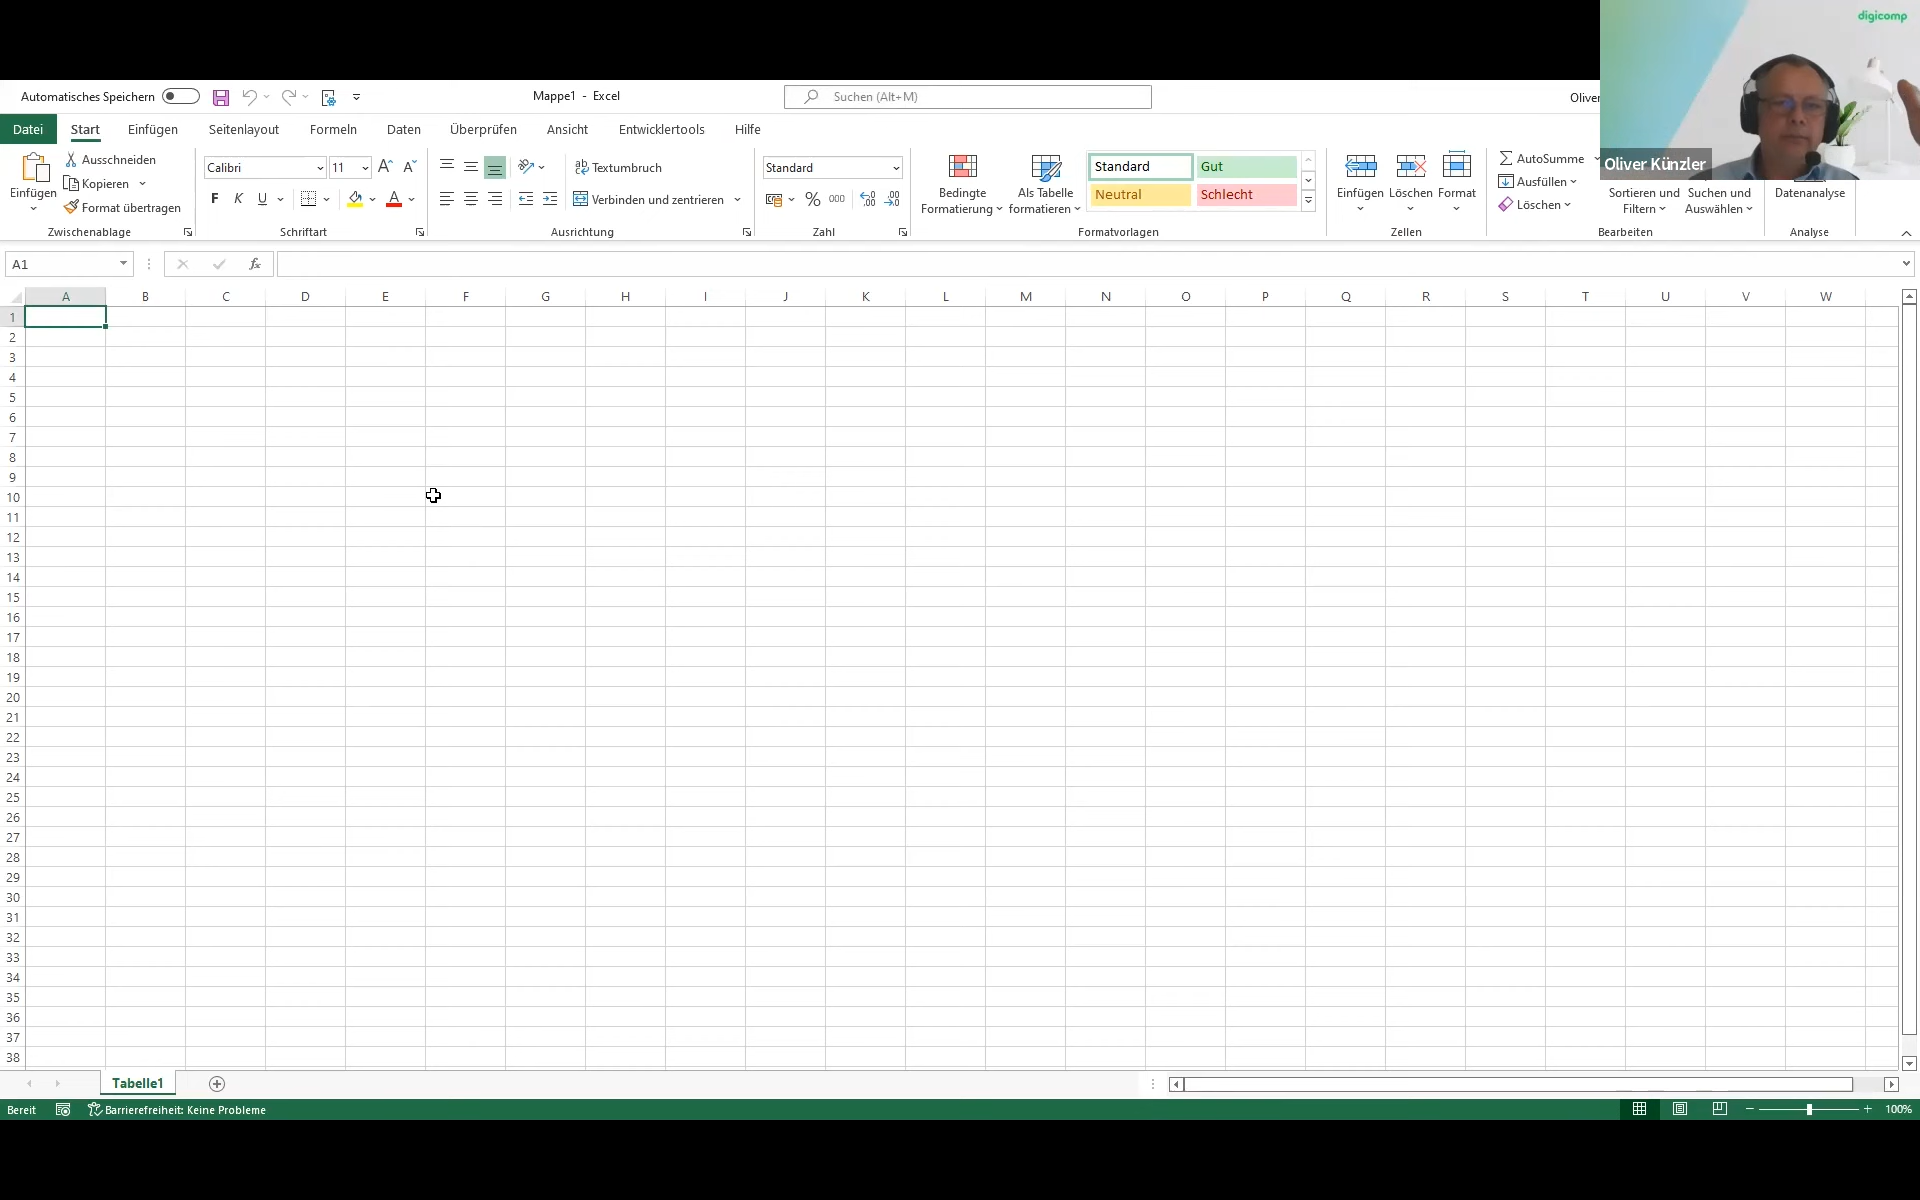 digicomp
Automatisches Speichern
Mappe1 - Excel
Suchen (Alt+M)
Oliver
Datei Start Einfügen Seitenlayout Formeln Daten Überprüfen Ansicht Entwicklertools Hilfe
Oliver Künzler
Einfügen
Ausschneiden
Kopieren
Format übertragen
Zwischenablage
Calibri 11
F K U
Schriftart
Textumbruch
Verbinden und zentrieren
Ausrichtung
Standard
% 000
Zahl
Bedingte
Formatierung
Als Tabelle
formatieren
Standard Gut
Neutral Schlecht
Formatvorlagen
Einfügen Löschen Format
Zellen
AutoSumme
Ausfüllen
Löschen
Sortieren und
Filtern
Suchen und
Auswählen
Bearbeiten
Datenanalyse
Analyse
A1 fx
A B C D E F G H I J K L M N O P Q R S T U V W
1
2
3
4
5
6
7
8
9
10
11
12
13
14
15
16
17
18
19
20
21
22
23
24
25
26
27
28
29
30
31
32
33
34
35
36
37
38
Tabelle1
Bereit Barrierefreiheit: Keine Probleme 100%